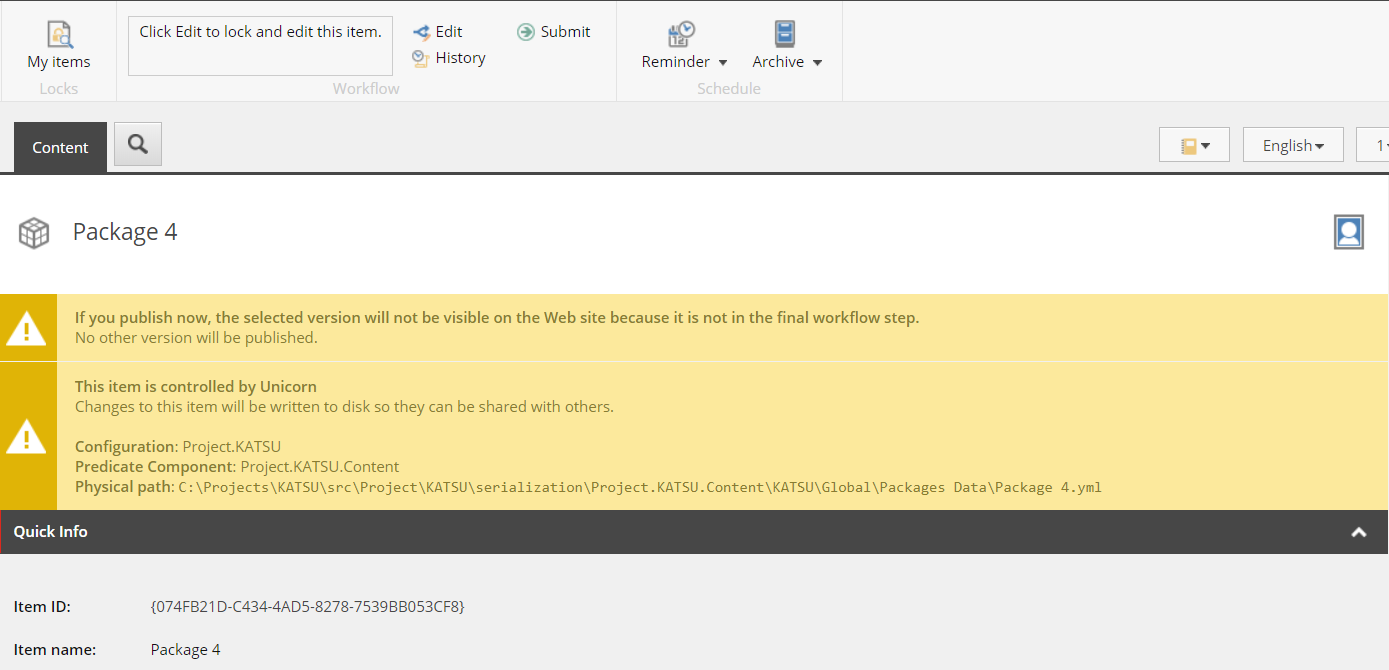 My items
Locks
Click Edit to lock and edit this item.
Edit
History
Submit
Workflow
Reminder
Archive
Schedule
Content
English
1
Package 4
If you publish now, the selected version will not be visible on the Web site because it is not in the final workflow step.
No other version will be published.
This item is controlled by Unicorn
Changes to this item will be written to disk so they can be shared with others.
Configuration: Project.KATSU
Predicate Component: Project.KATSU.Content
Physical path: C:\Projects\KATSU\src\Project\KATSU\serialization\Project.KATSU.Content\KATSU\Global\Packages Data\Package 4.yml
Quick Info
Item ID: {074FB21D-C434-4AD5-8278-7539BB053CF8}
Item name: Package 4